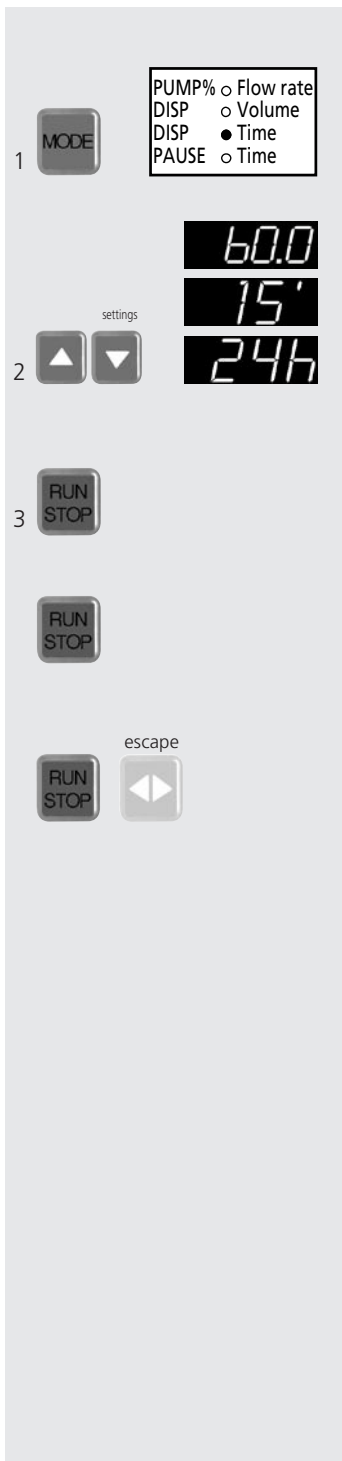 PUMP% ○ Flow rate
DISP ○ Volume
DISP ● Time
PAUSE ○ Time
1 MODE
60.0
15'
settings
24h
2
RUN
3 STOP
RUN
STOP
escape
RUN
STOP